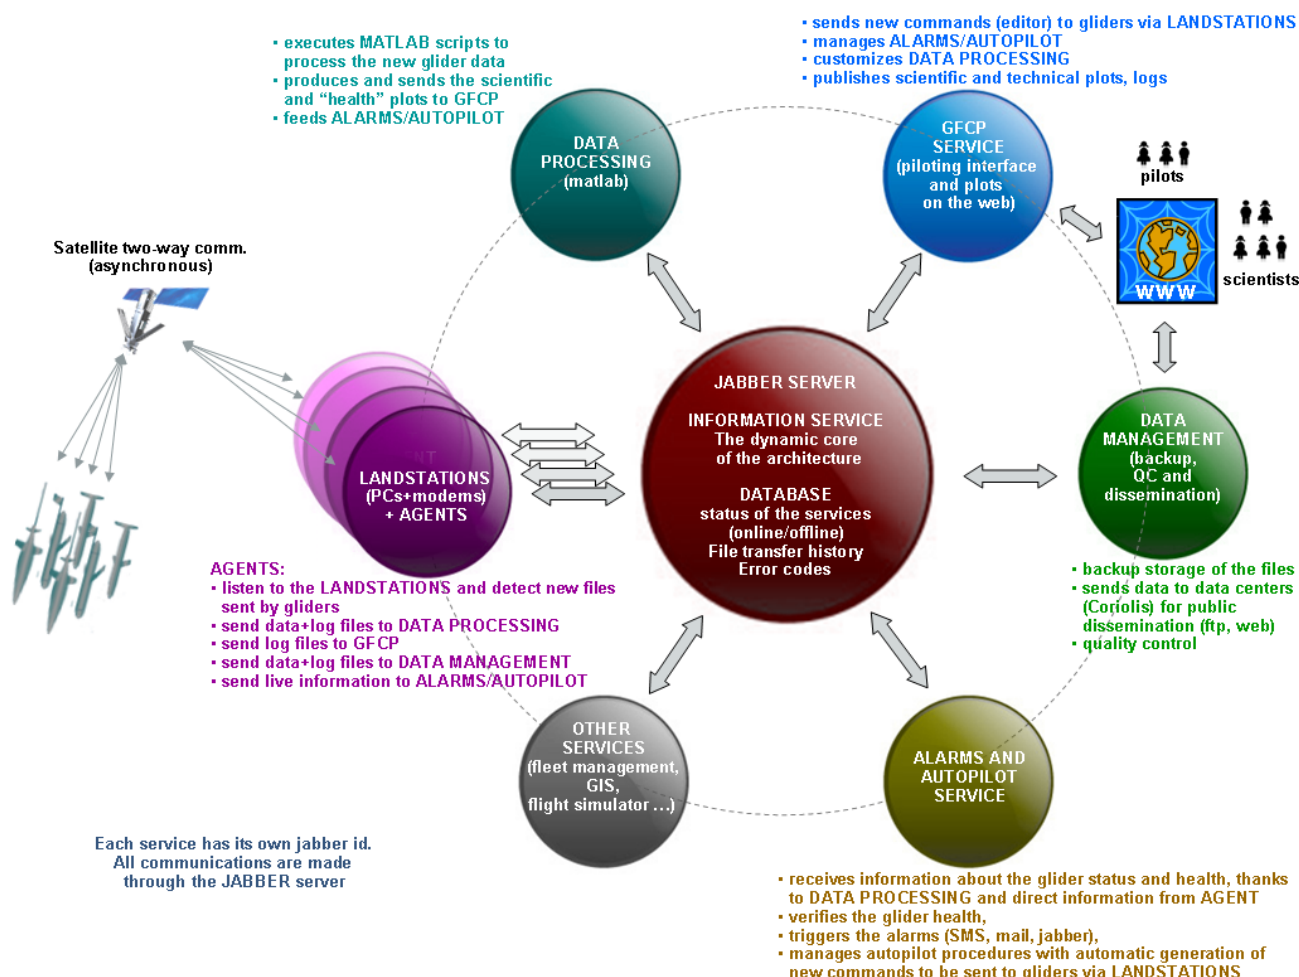 • executes MATLAB scripts to
process the new glider data
• produces and sends the scientific
and “health” plots to GFCP
• feeds ALARMS/AUTOPILOT
• sends new commands (editor) to gliders via LANDSTATIONS
• manages ALARMS/AUTOPILOT
• customizes DATA PROCESSING
• publishes scientific and technical plots, logs
DATA
PROCESSING
(matlab)
GFCP
SERVICE
(piloting interface
and plots
on the web)
pilots
WWW
scientists
Satellite two-way comm.
(asynchronous)
JABBER SERVER
INFORMATION SERVICE
The dynamic core
of the architecture
DATABASE
status of the services
(online/offline)
File transfer history
Error codes
LANDSTATIONS
(PCs+modems)
+ AGENTS
DATA
MANAGEMENT
(backup,
QC and
dissemination)
AGENTS:
• listen to the LANDSTATIONS and detect new files
sent by gliders
• send data+log files to DATA PROCESSING
• send log files to GFCP
• send data+log files to DATA MANAGEMENT
• send live information to ALARMS/AUTOPILOT
• backup storage of the files
• sends data to data centers
(Coriolis) for public
dissemination (ftp, web)
• quality control
OTHER
SERVICES
(fleet management,
GIS,
flight simulator ...)
ALARMS AND
AUTOPILOT
SERVICE
Each service has its own jabber id.
All communications are made
through the JABBER server
• receives information about the glider status and health, thanks
to DATA PROCESSING and direct information from AGENT
• verifies the glider health,
• triggers the alarms (SMS, mail, jabber),
• manages autopilot procedures with automatic generation of
new commands to be sent to gliders via LANDSTATIONS